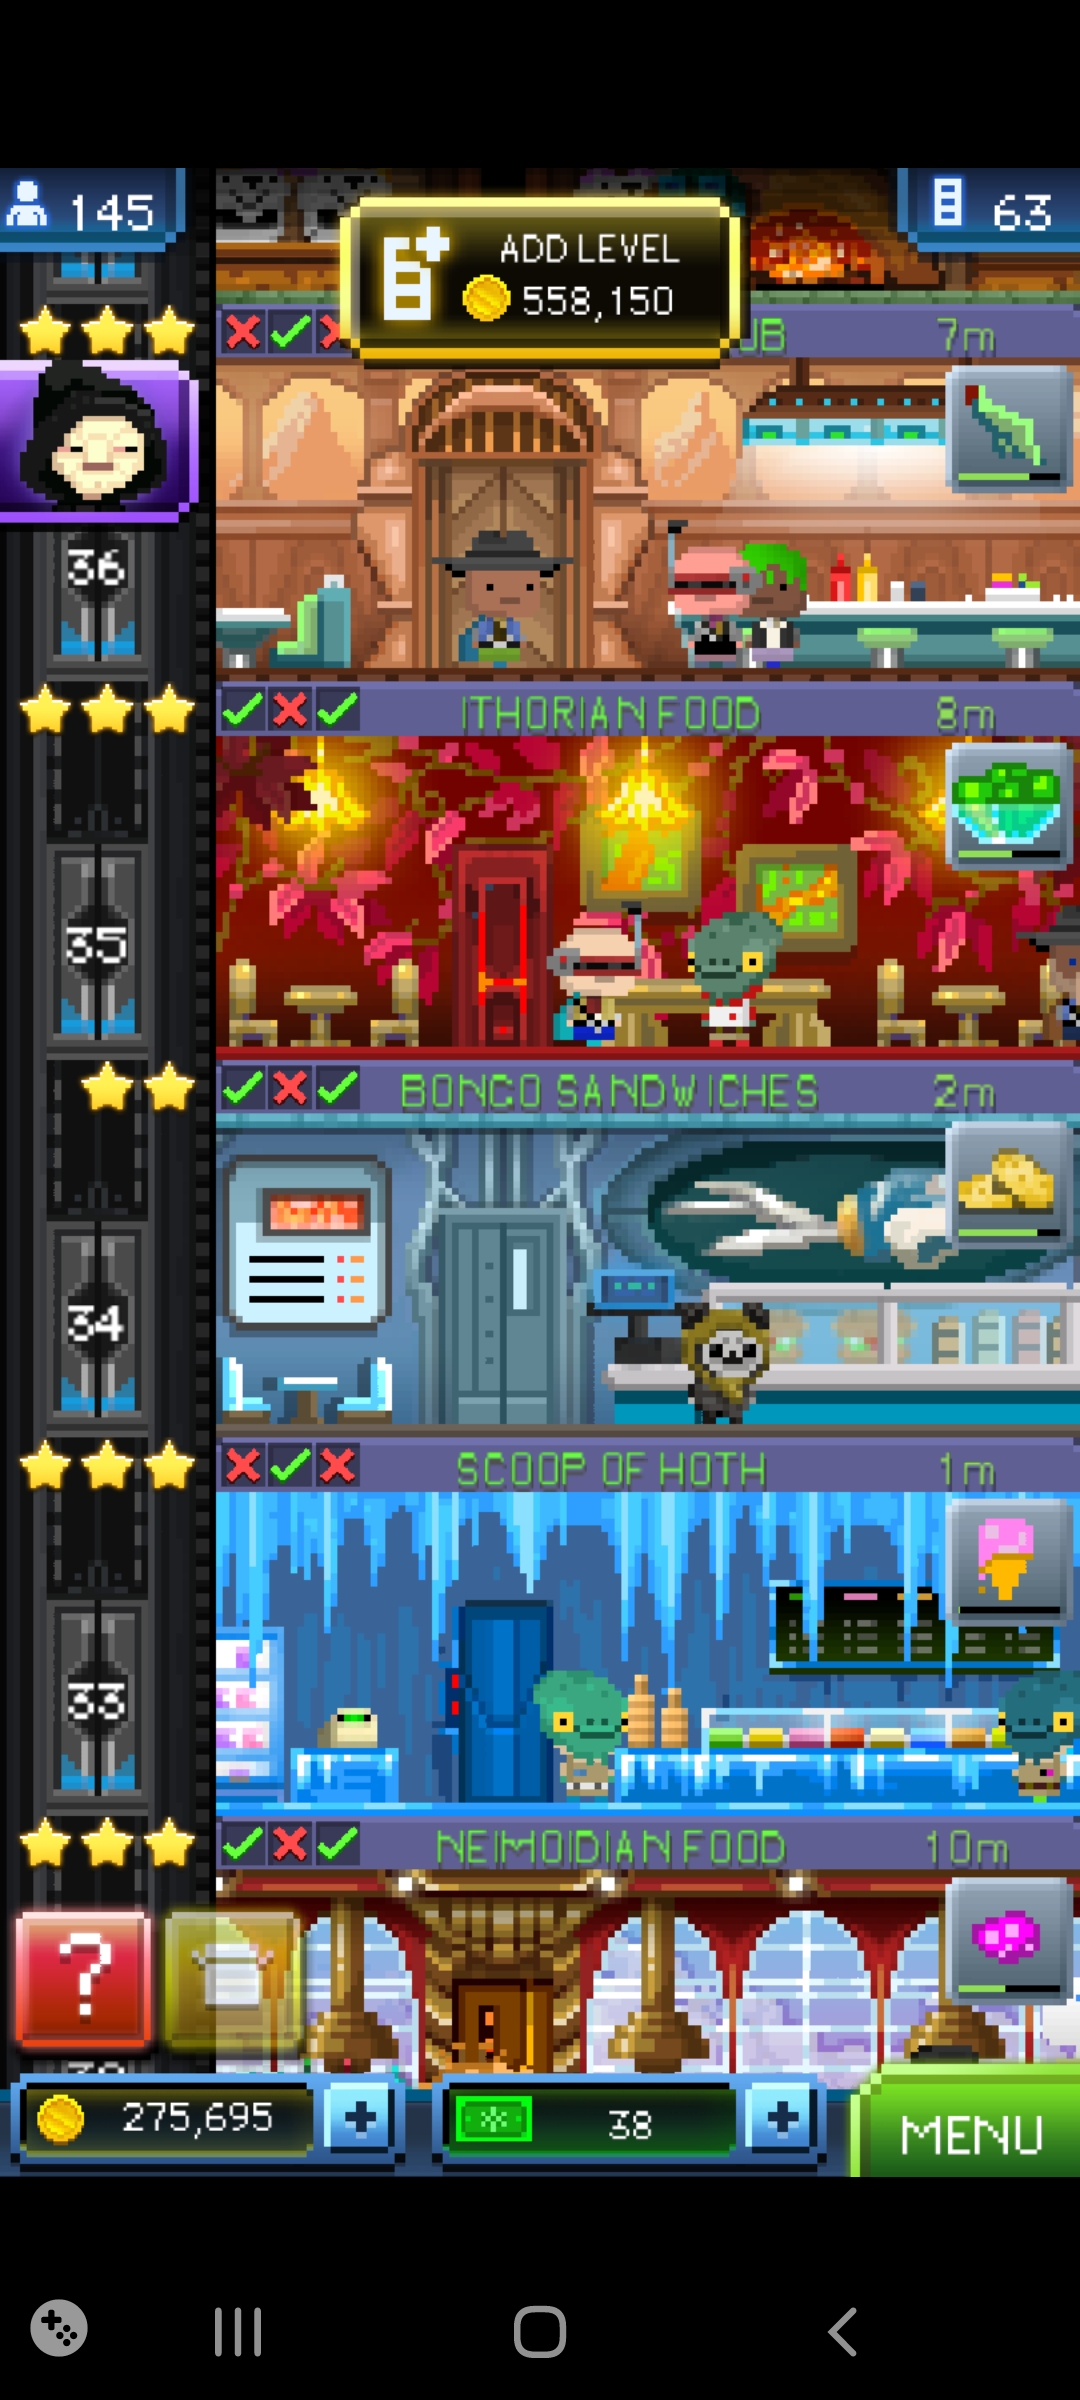 145
63
ADD LEVEL
558,150
UB 7m
36
ITHORIAN FOOD 8m
35
BONGO SANDWICHES 2m
34
SCOOP OF HOTH 1m
33
NEIMOIDIAN FOOD 10m
?
275,695 + 38 +
MENU